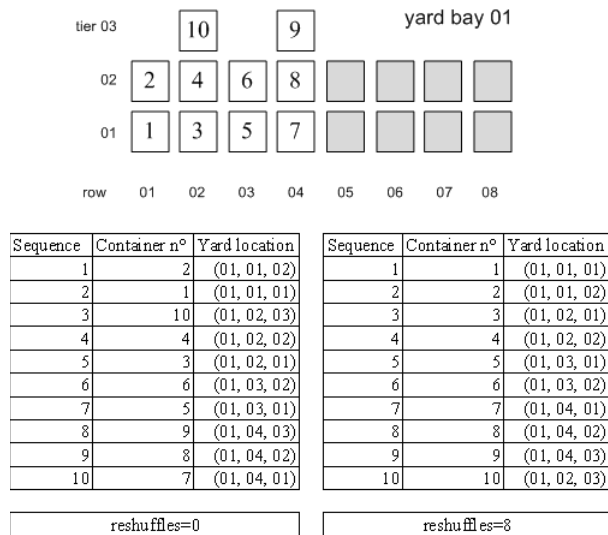 yard bay 01
tier 03 10 9
02 2 4 6 8
01 1 3 5 7
row 01 02 03 04 05 06 07 08
Sequence Container n° Yard location
1 2 (01, 01, 02)
2 1 (01, 01, 01)
3 10 (01, 02, 03)
4 4 (01, 02, 02)
5 3 (01, 02, 01)
6 6 (01, 03, 02)
7 5 (01, 03, 01)
8 9 (01, 04, 03)
9 8 (01, 04, 02)
10 7 (01, 04, 01)
reshuffles=0
Sequence Container n° Yard location
1 1 (01, 01, 01)
2 2 (01, 01, 02)
3 3 (01, 02, 01)
4 4 (01, 02, 02)
5 5 (01, 03, 01)
6 6 (01, 03, 02)
7 7 (01, 04, 01)
8 8 (01, 04, 02)
9 9 (01, 04, 03)
10 10 (01, 02, 03)
reshuffles=8